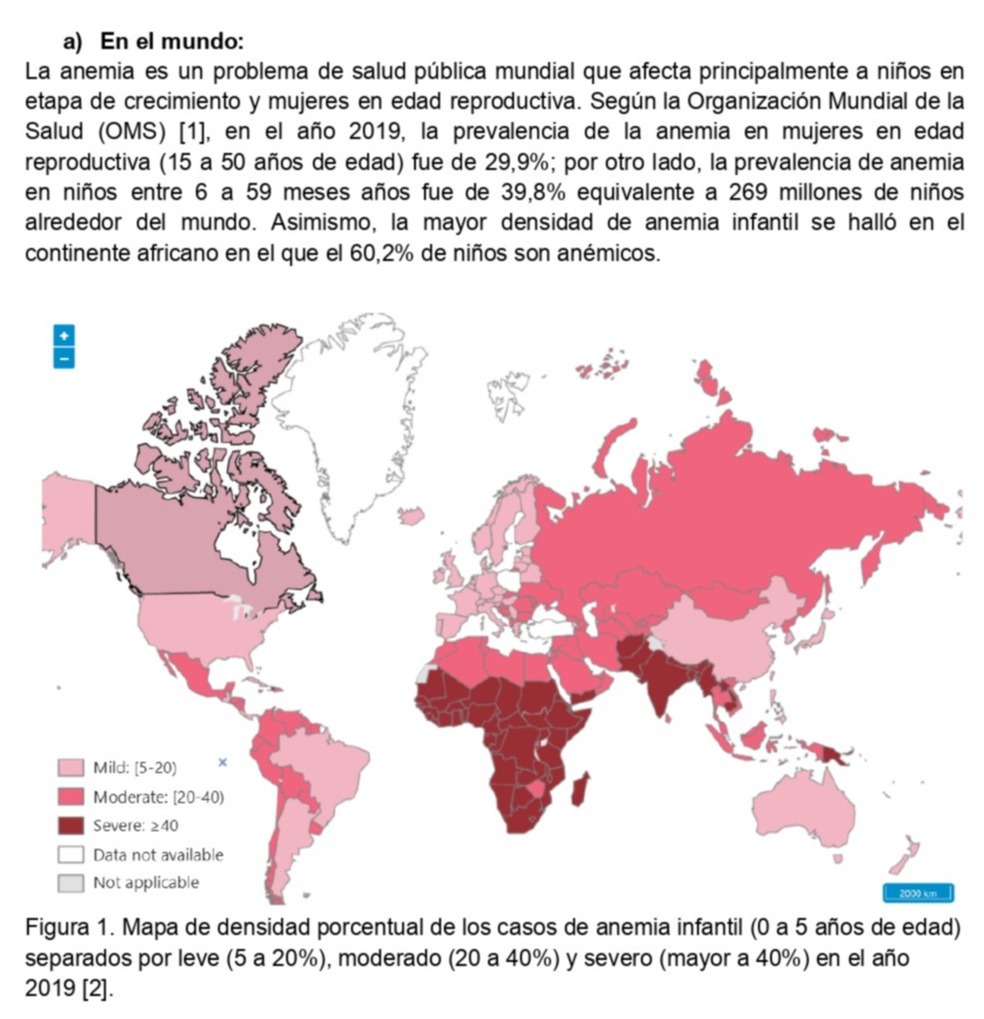 a) En el mundo:
La anemia es un problema de salud pública mundial que afecta principalmente a niños en
etapa de crecimiento y mujeres en edad reproductiva. Según la Organización Mundial de la
Salud (OMS) [1], en el año 2019, la prevalencia de la anemia en mujeres en edad
reproductiva (15 a 50 años de edad) fue de 29,9%; por otro lado, la prevalencia de anemia
en niños entre 6 a 59 meses años fue de 39,8% equivalente a 269 millones de niños
alrededor del mundo. Asimismo, la mayor densidad de anemia infantil se halló en el
continente africano en el que el 60,2% de niños son anémicos.
+
−
x
Mild: [5-20)
Moderate: [20-40)
Severe: ≥40
Data not available
Not applicable
2000 km
Figura 1. Mapa de densidad porcentual de los casos de anemia infantil (0 a 5 años de edad)
separados por leve (5 a 20%), moderado (20 a 40%) y severo (mayor a 40%) en el año
2019 [2].